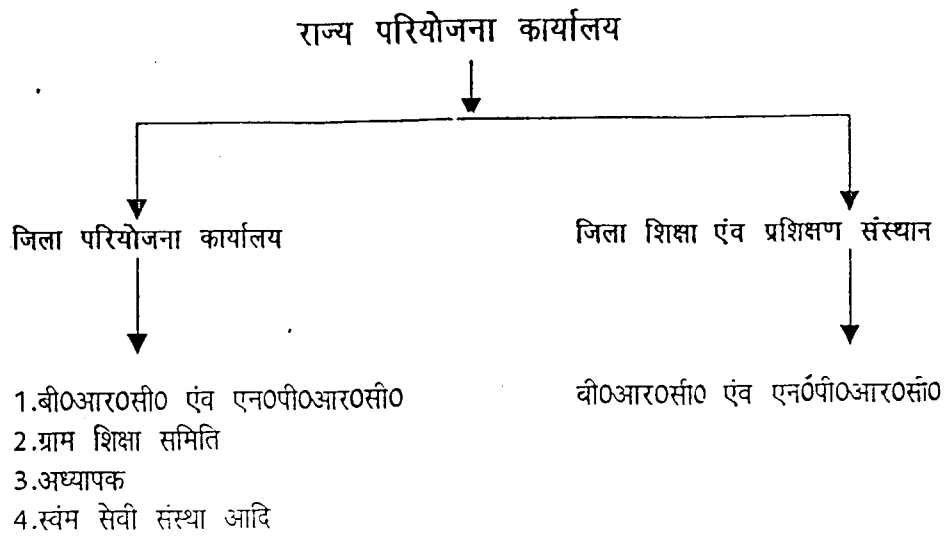 राज्य परियोजना कार्यालय
जिला परियोजना कार्यालय
जिला शिक्षा एंव प्रशिक्षण संस्थान
1.बी0आर0सी0 एंव एन0पी0आर0सी0
2.ग्राम शिक्षा समिति
3.अध्यापक
4.स्वंम सेवी संस्था आदि
बी0आर0सी0 एंव एन0पी0आर0सी0